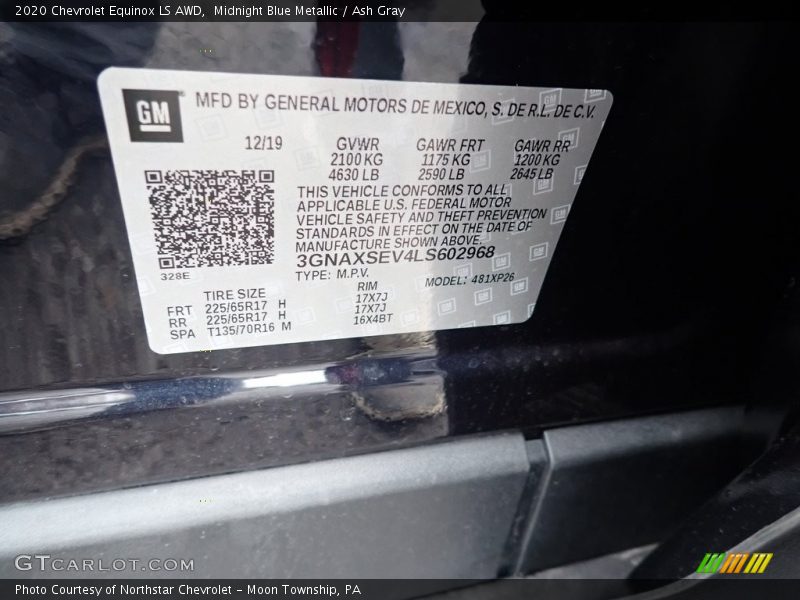 2020 Chevrolet Equinox LS AWD,  Midnight Blue Metallic / Ash Gray
GM
MFD BY GENERAL MOTORS DE MEXICO, S. DE R.L. DE C.V.
12/19 GVWR GAWR FRT GAWR RR
2100 KG 1175 KG 1200 KG
4630 LB 2590 LB 2645 LB
THIS VEHICLE CONFORMS TO ALL
APPLICABLE U.S. FEDERAL MOTOR
VEHICLE SAFETY AND THEFT PREVENTION
STANDARDS IN EFFECT ON THE DATE OF
MANUFACTURE SHOWN ABOVE.
3GNAXSEV4LS602968
328E
TYPE: M.P.V. MODEL: 481XP26
TIRE SIZE RIM
FRT 225/65R17 H 17X7J
RR 225/65R17 H 17X7J
SPA T135/70R16 M 16X4BT
GTCARLOT.COM
Photo Courtesy of Northstar Chevrolet - Moon Township, PA